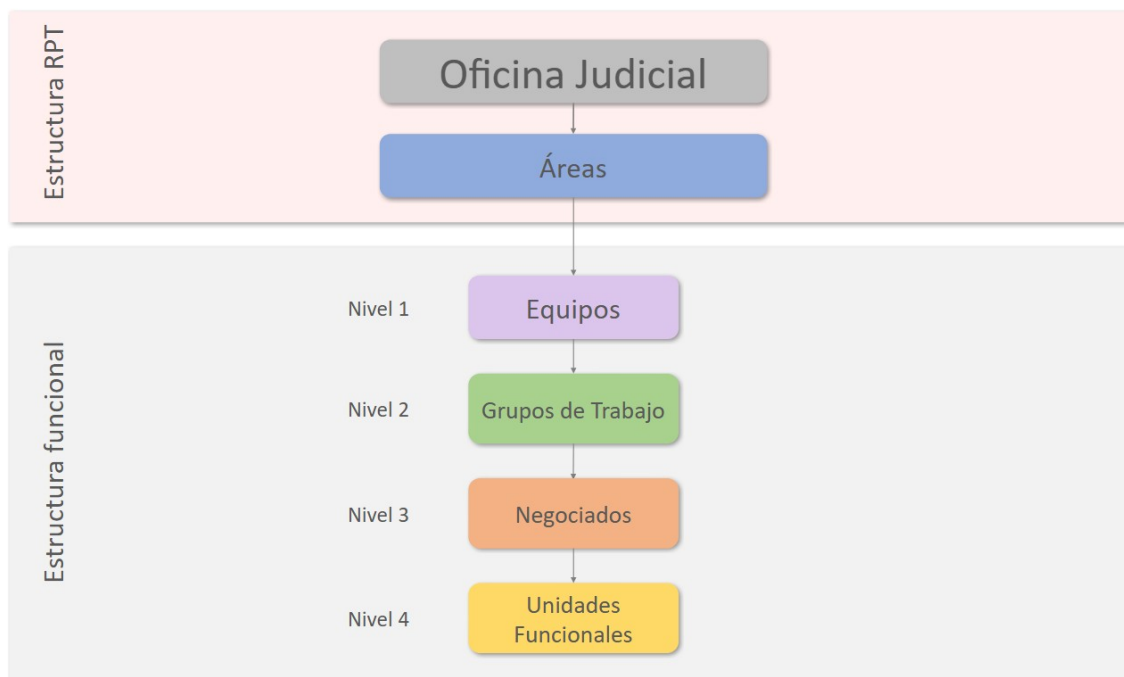 Estructura RPT
Oficina Judicial
Áreas
Estructura funcional
Nivel 1
Equipos
Nivel 2
Grupos de Trabajo
Nivel 3
Negociados
Nivel 4
Unidades
Funcionales